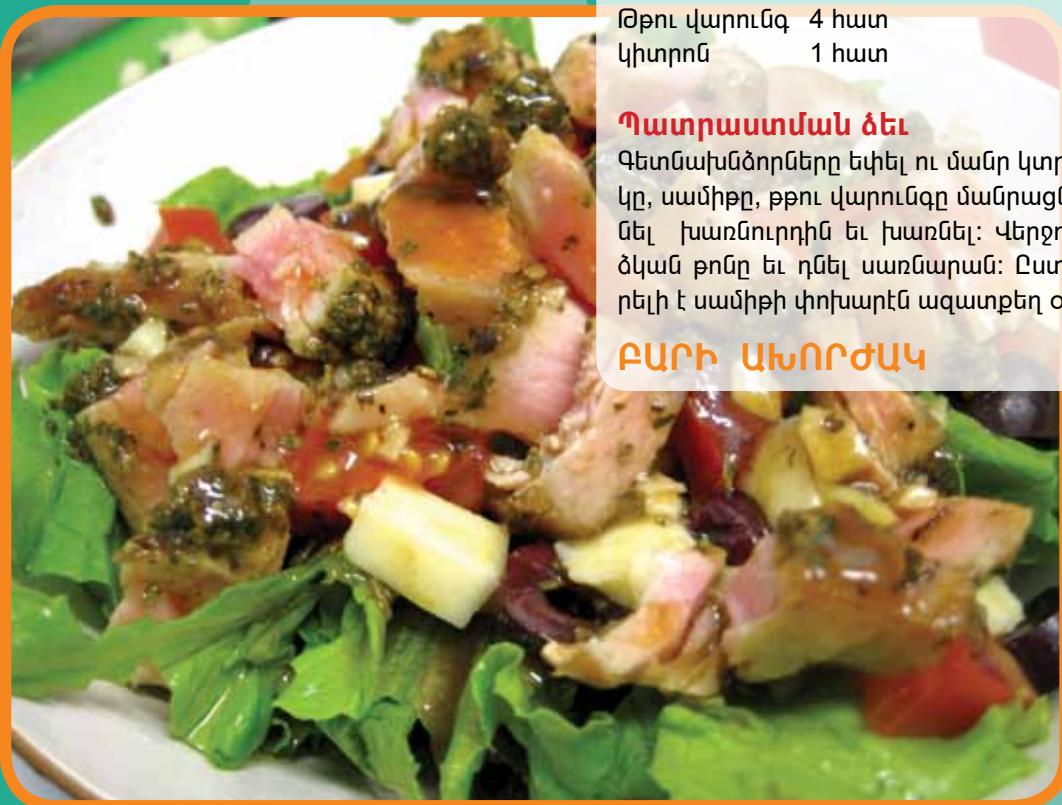 Թթու վարունգ 4 հատ
կիտրոն 1 հատ
Պատրաստման ձեւ
Գետնախնձորները եփել ու մանր կտր
կը, սամիթը, թթու վարունգը մանրացն
նել խառնուրդին եւ խառնել: Վերջո
ձկան թոնը եւ դնել սառնարան: Ըստ
րելի է սամիթի փոխարէն ազատքեղ օ
ԲԱՐԻ ԱԽՈՐԺԱԿ